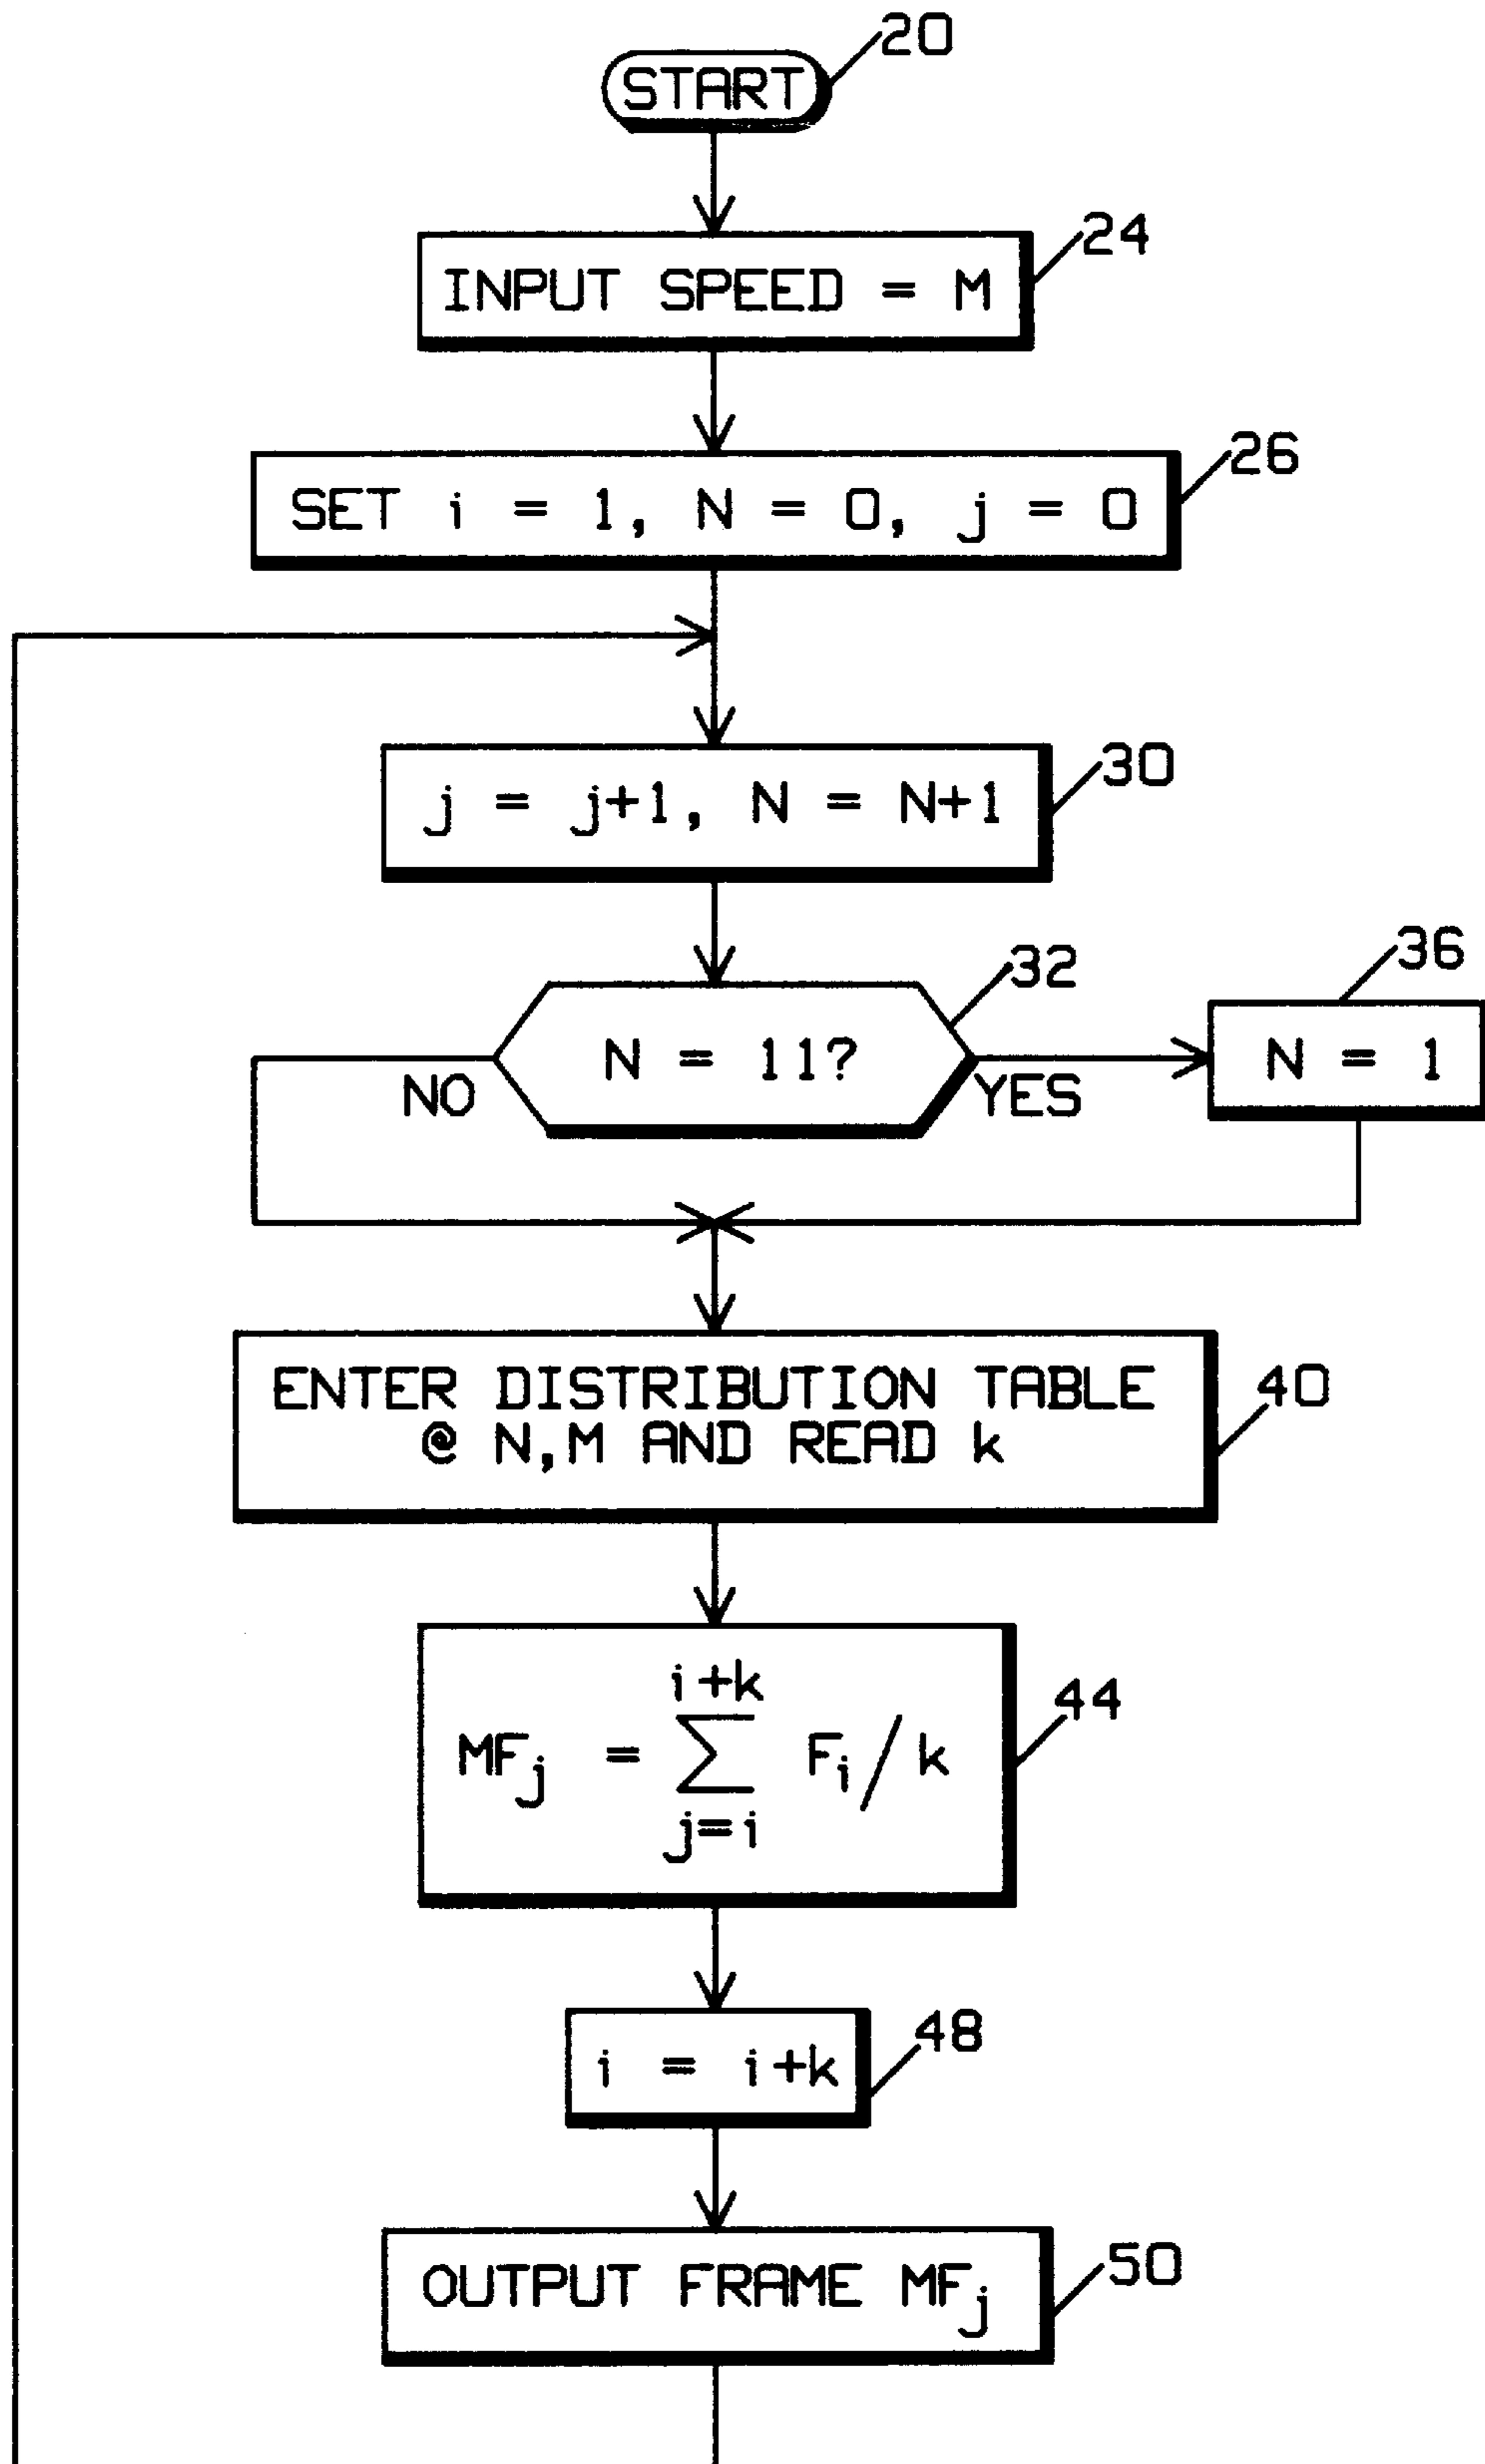 20
START
24
INPUT SPEED = M
26
SET i = 1, N = 0, j = 0
30
j = j+1, N = N+1
32
36
N = 11?
N = 1
NO
YES
ENTER DISTRIBUTION TABLE
@ N,M AND READ k
40
i+k
MFj = ∑ Fi/k
j=i
44
48
i = i+k
50
OUTPUT FRAME MFj